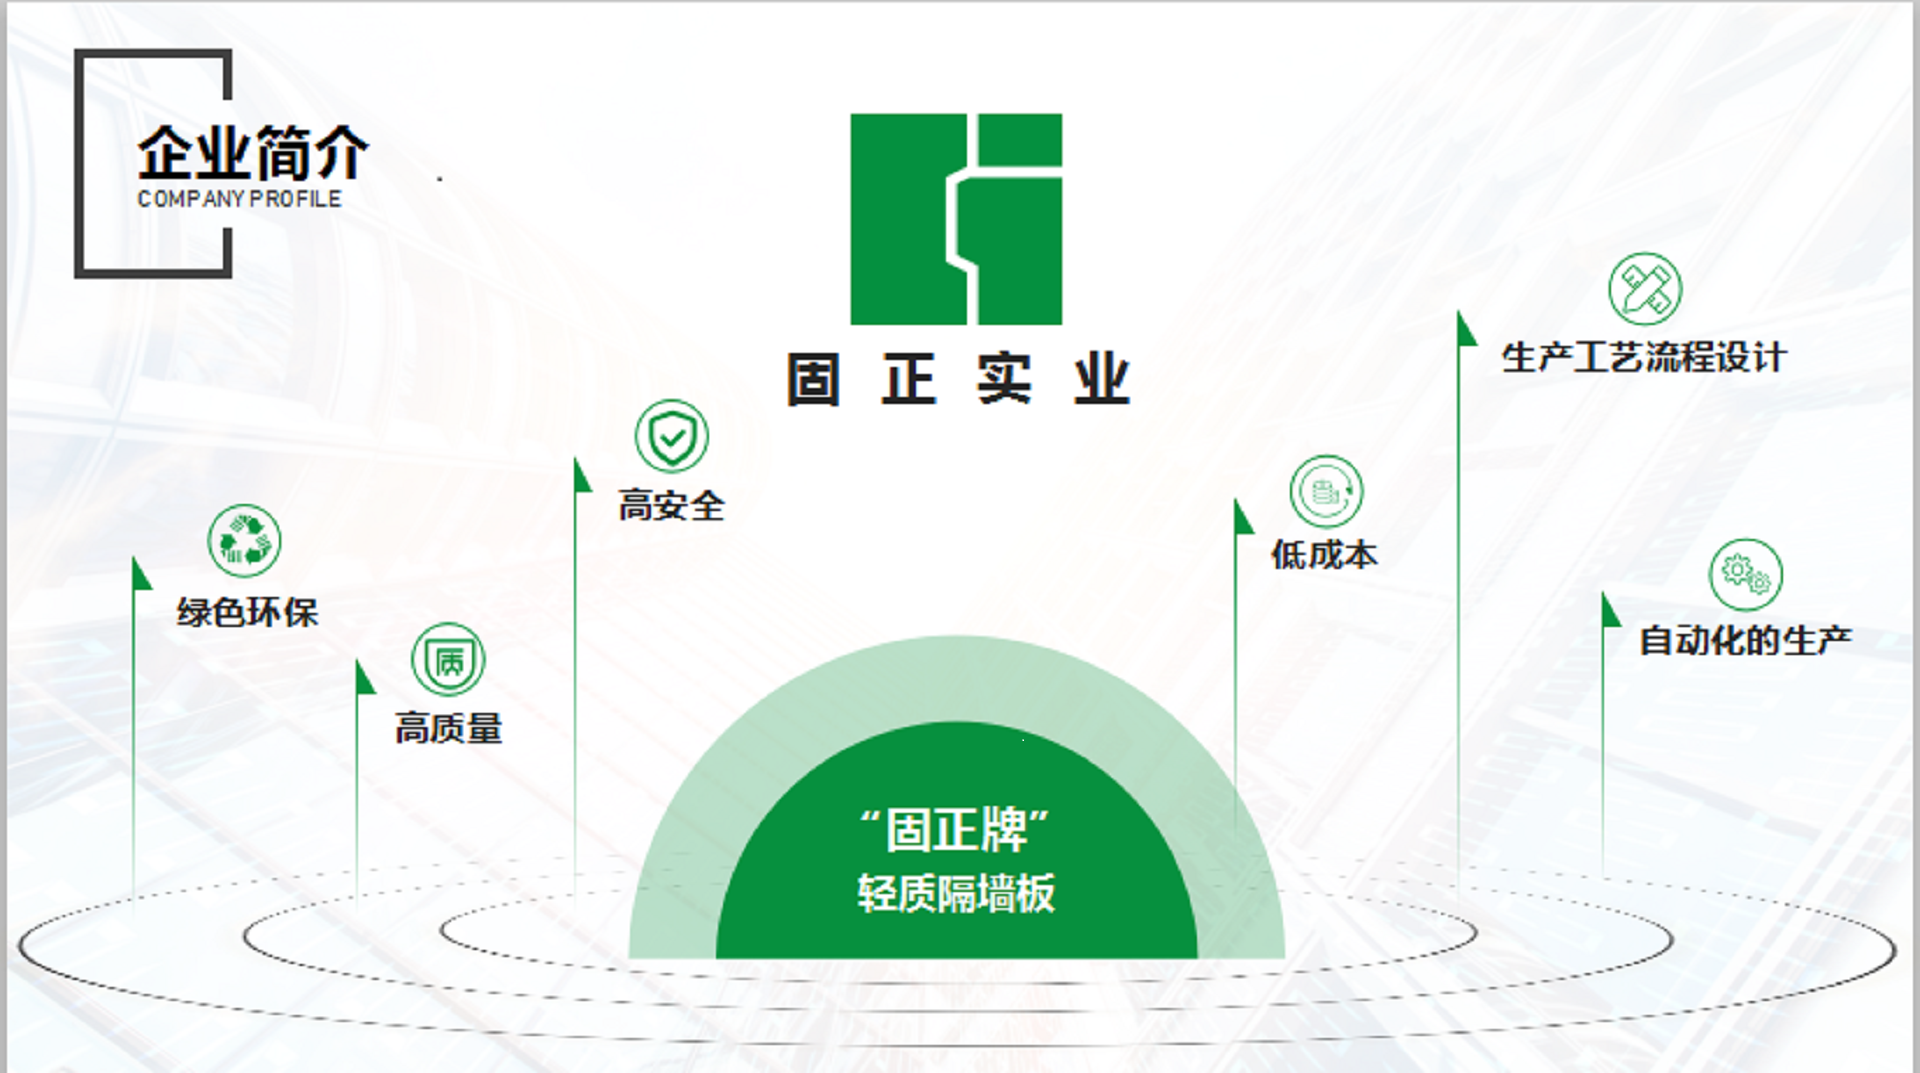 企业简介
COMPANY PROFILE
固正实业
生产工艺流程设计
高安全
低成本
绿色环保
自动化的生产
质
高质量
“固正牌”
轻质隔墙板